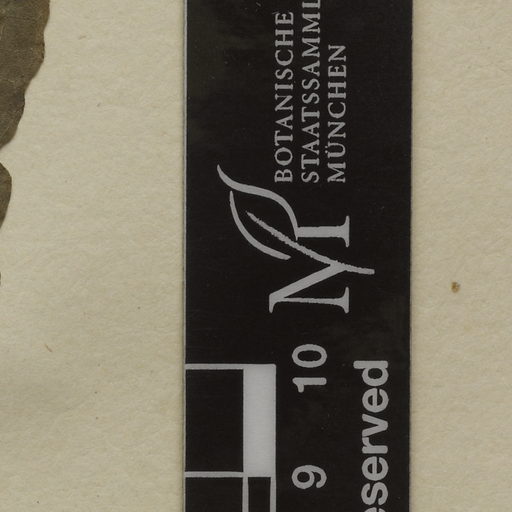 BOTANISCHE
STAATSSAMML
MÜNCHEN
M
9 10
eserved